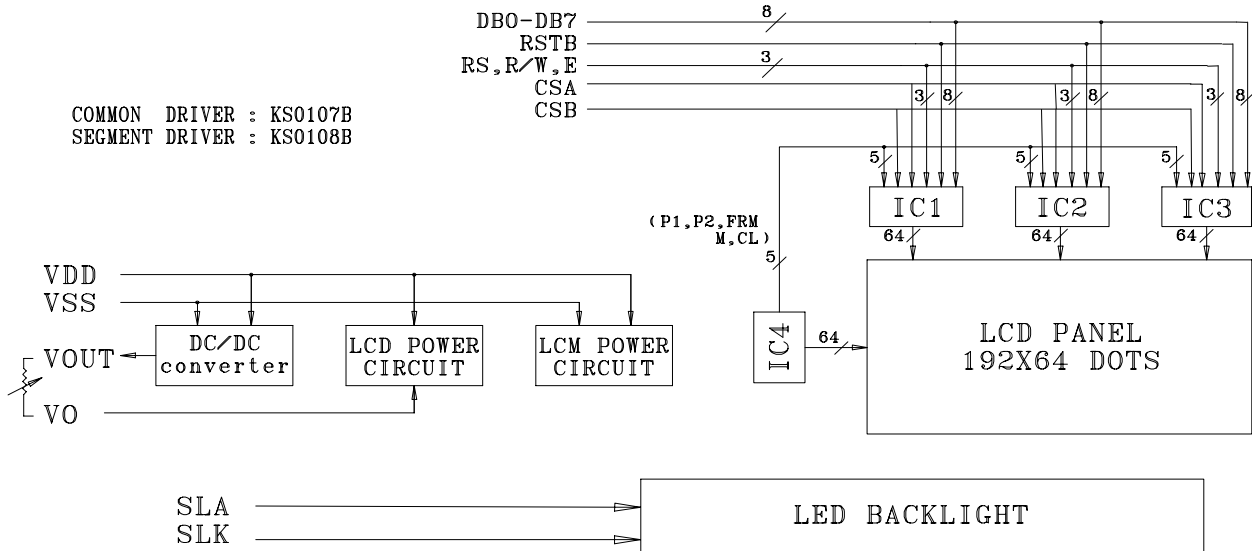 DB0-DB7
8
RSTB
RS,R/W,E
3
CSA
CSB
3
8
3
8
3
8
COMMON DRIVER : KS0107B
SEGMENT DRIVER : KS0108B
5
5
5
IC1
IC2
IC3
64
64
64
(P1,P2,FRM
M,CL)
5
VDD
VSS
DC/DC
converter
LCD POWER
CIRCUIT
LCM POWER
CIRCUIT
IC4
64
LCD PANEL
192X64 DOTS
VOUT
VO
SLA
SLK
LED BACKLIGHT